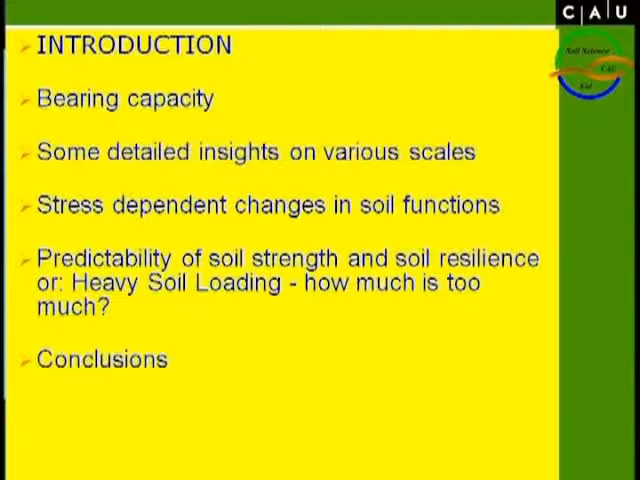 C A U
INTRODUCTION
Soil Science
CAU
Kiel
Bearing capacity
Some detailed insights on various scales
Stress dependent changes in soil functions
Predictability of soil strength and soil resilience
or: Heavy Soil Loading - how much is too
much?
Conclusions